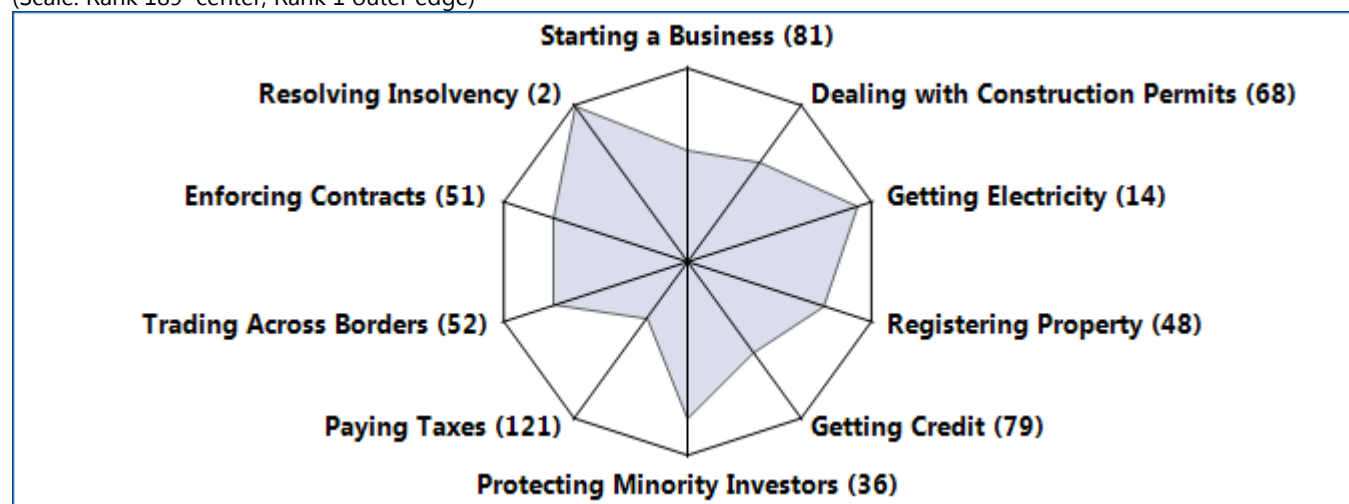 (Scale: Rank 189 center, Rank 1 outer edge)
Starting a Business (81)
Resolving Insolvency (2)
Dealing with Construction Permits (68)
Enforcing Contracts (51)
Getting Electricity (14)
Trading Across Borders (52)
Registering Property (48)
Paying Taxes (121)
Getting Credit (79)
Protecting Minority Investors (36)